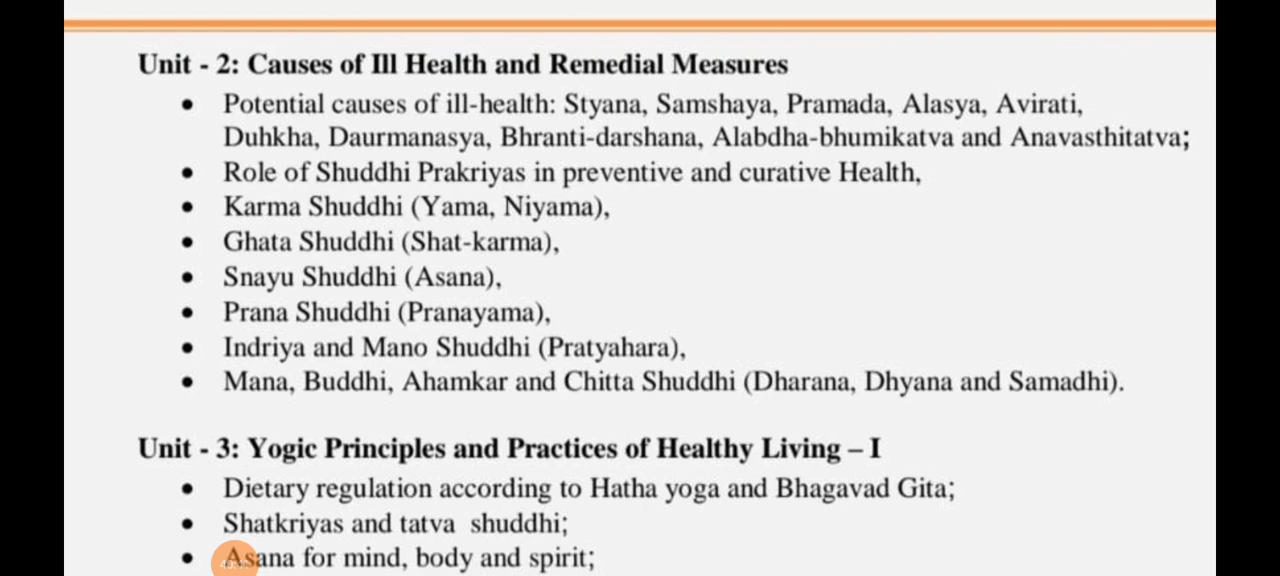 Unit - 2: Causes of Ill Health and Remedial Measures
• Potential causes of ill-health: Styana, Samshaya, Pramada, Alasya, Avirati,
Duhkha, Daurmanasya, Bhranti-darshana, Alabdha-bhumikatva and Anavasthitatva;
• Role of Shuddhi Prakriyas in preventive and curative Health,
• Karma Shuddhi (Yama, Niyama),
• Ghata Shuddhi (Shat-karma),
• Snayu Shuddhi (Asana),
• Prana Shuddhi (Pranayama),
• Indriya and Mano Shuddhi (Pratyahara),
• Mana, Buddhi, Ahamkar and Chitta Shuddhi (Dharana, Dhyana and Samadhi).
Unit - 3: Yogic Principles and Practices of Healthy Living – I
• Dietary regulation according to Hatha yoga and Bhagavad Gita;
• Shatkriyas and tatva shuddhi;
• Asana for mind, body and spirit;